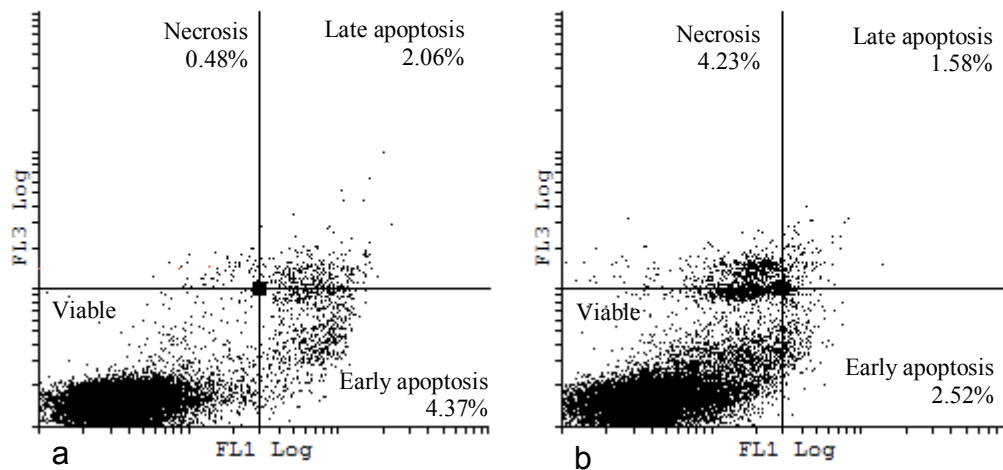 Necrosis
0.48%
Late apoptosis
2.06%
FL3 Log
Viable
Early apoptosis
4.37%
a
FL1 Log
Necrosis
4.23%
Late apoptosis
1.58%
FL3 Log
Viable
Early apoptosis
2.52%
b
FL1 Log